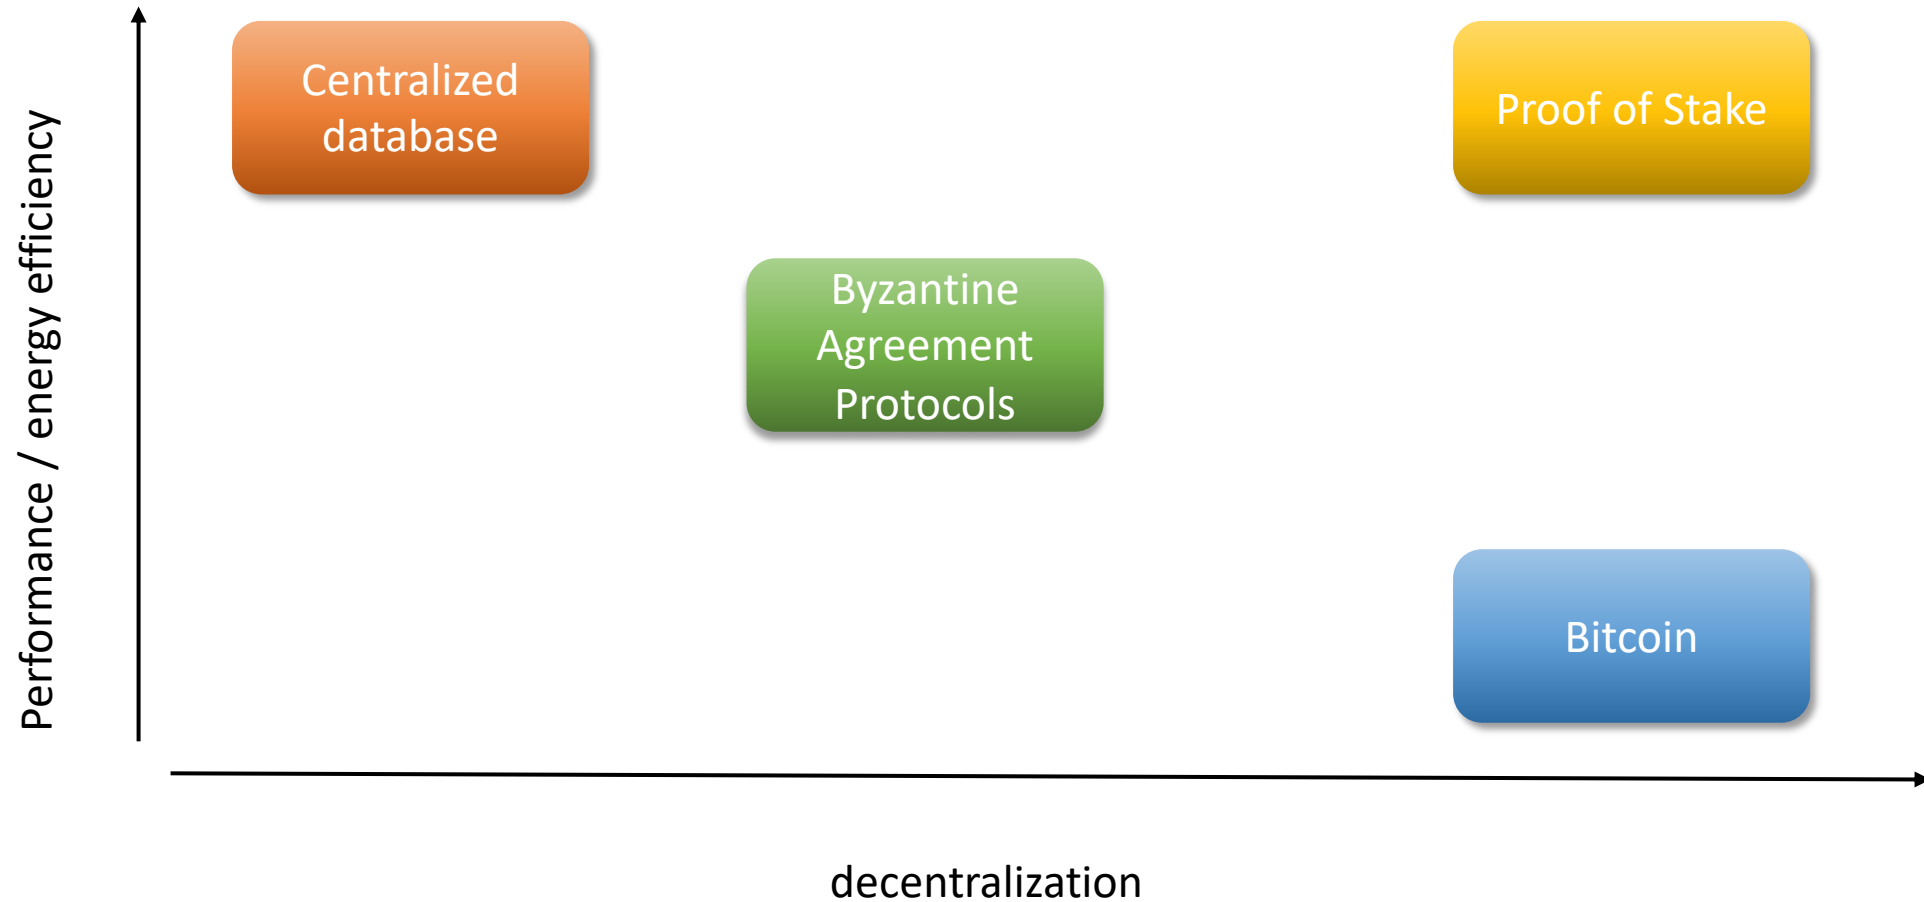 Performance / energy efficiency
Centralized
database
Proof of Stake
Byzantine
Agreement
Protocols
Bitcoin
decentralization